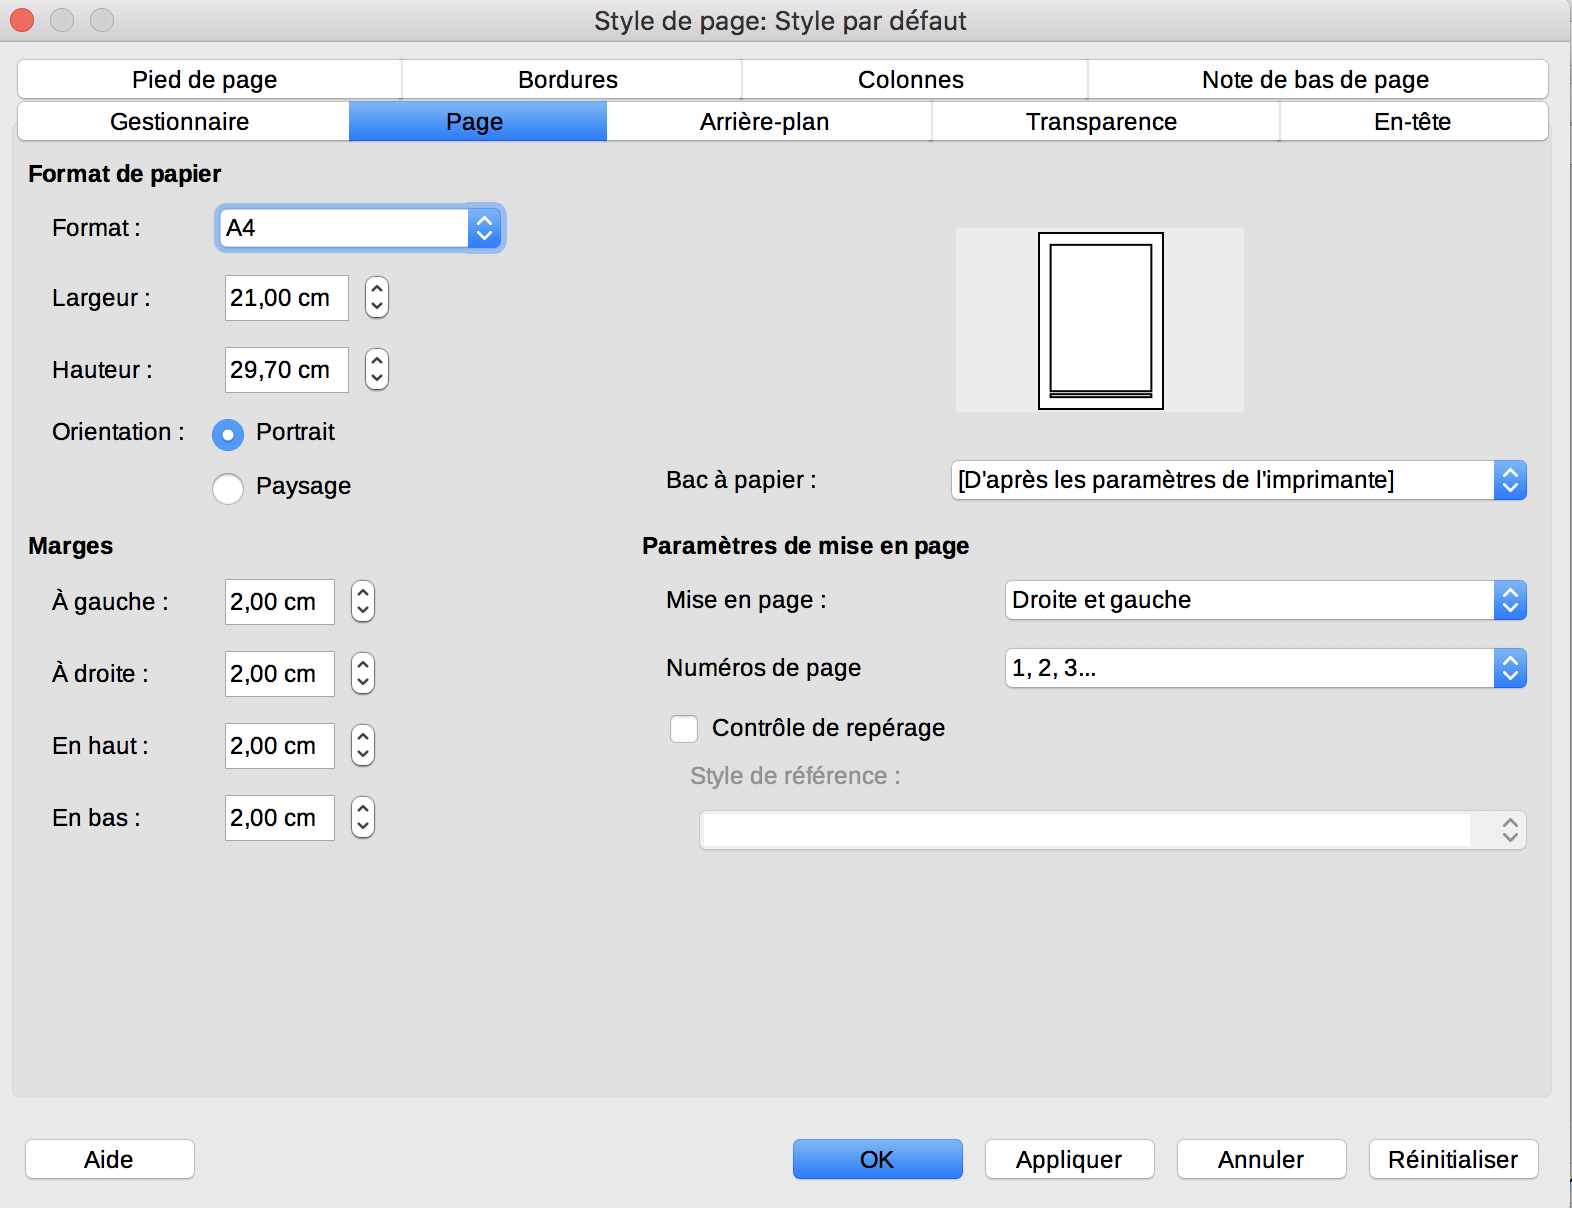 Style de page: Style par défaut
Pied de page Bordures Colonnes Note de bas de page
Gestionnaire Page Arrière-plan Transparence En-tête
Format de papier
Format : A4
Largeur : 21,00 cm
Hauteur : 29,70 cm
Orientation : Portrait
Paysage
Bac à papier : [D'après les paramètres de l'imprimante]
Marges
À gauche : 2,00 cm
À droite : 2,00 cm
En haut : 2,00 cm
En bas : 2,00 cm
Paramètres de mise en page
Mise en page : Droite et gauche
Numéros de page 1, 2, 3...
Contrôle de repérage
Style de référence :
Aide OK Appliquer Annuler Réinitialiser